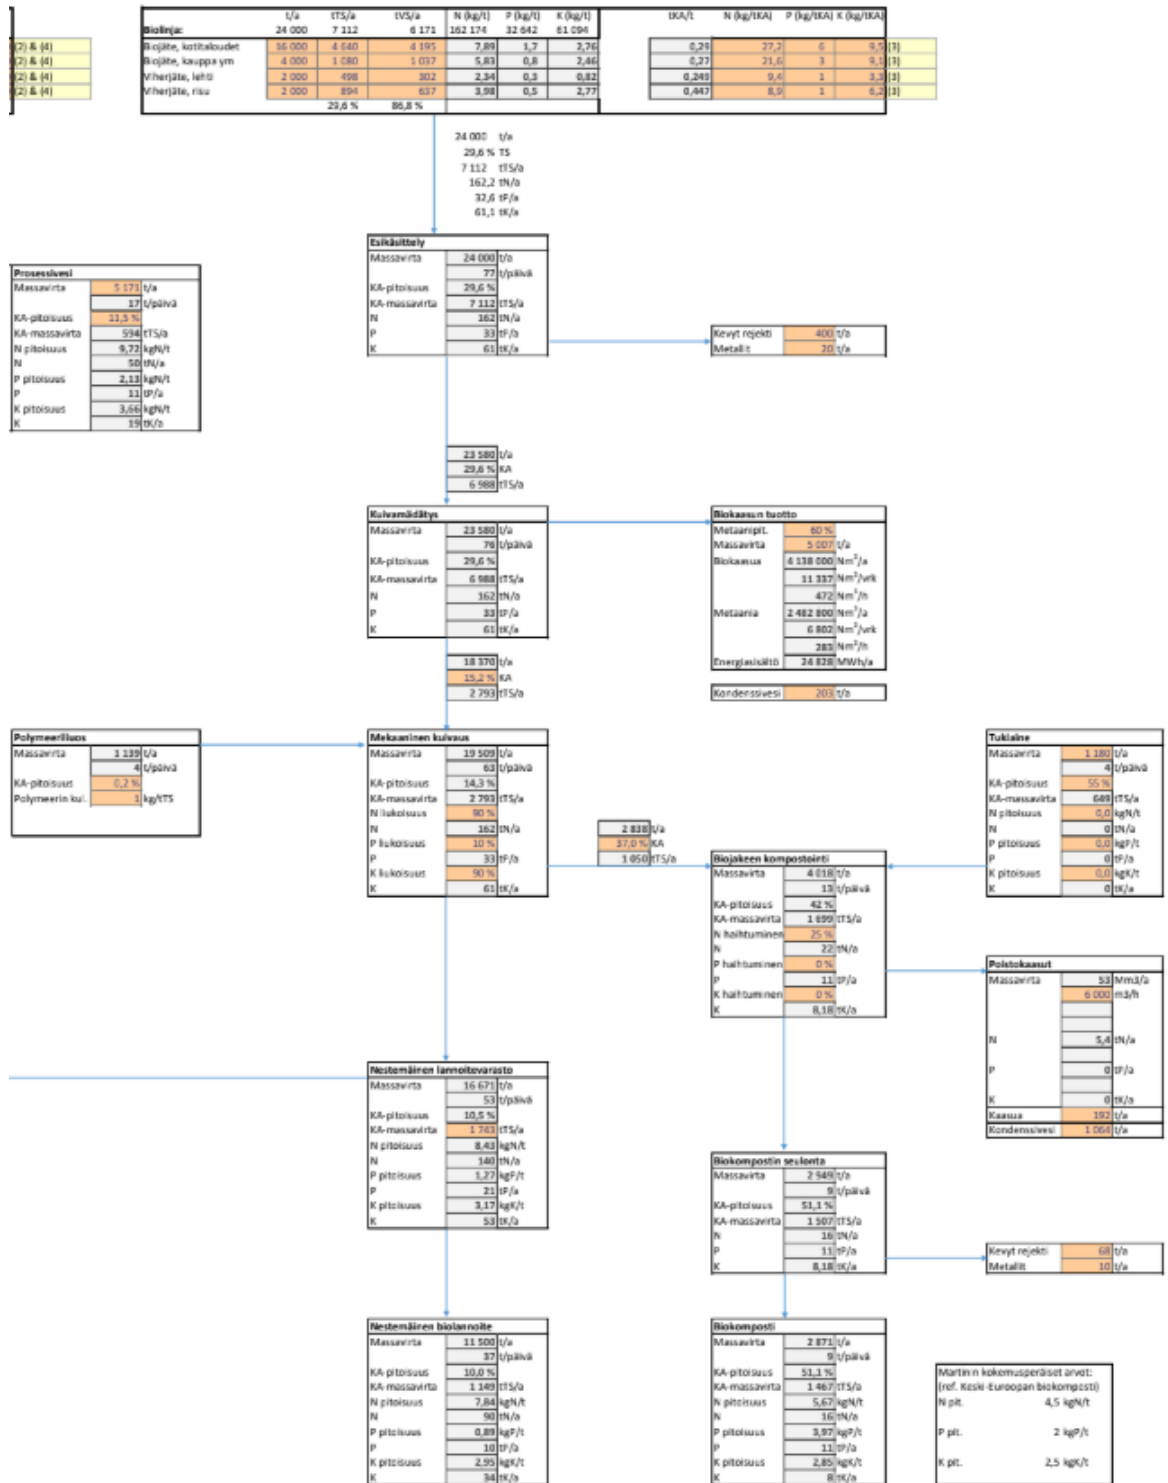 t/a tTS/a tVS/a N (kg/t) P (kg/t) K (kg/t) tKA/t N (kg/tKA) P (kg/tKA) K (kg/tKA)
Biolinja: 24 000 7 112 6 171 162 174 32 642 61 094
(2) & (4) Biojäte, kotitaloudet 16 000 4 640 4 195 7,89 1,7 2,76 0,29 27,2 6 9,5 (3)
(2) & (4) Biojäte, kauppa ym 4 000 1 080 1 037 5,83 0,8 2,46 0,27 21,6 3 9,1 (3)
(2) & (4) Viherjäte, lehti 2 000 498 302 2,34 0,3 0,82 0,249 9,4 1 3,3 (3)
(2) & (4) Viherjäte, risu 2 000 894 637 3,98 0,5 2,77 0,447 8,9 1 6,2 (3)
29,6 % 86,8 %
24 000 t/a
29,6 % TS
7 112 tTS/a
162,2 tN/a
32,6 tP/a
61,1 tK/a
Esikäsittely
Massavirta 24 000 t/a
77 t/päivä
KA-pitoisuus 29,6 %
KA-massavirta 7 112 tTS/a
N 162 tN/a
P 33 tP/a
K 61 tK/a
Prosessivesi
Massavirta 5 171 t/a
17 t/päivä
KA-pitoisuus 11,5 %
KA-massavirta 594 tTS/a
N pitoisuus 9,72 kgN/t
N 50 tN/a
P pitoisuus 2,13 kgN/t
P 11 tP/a
K pitoisuus 3,66 kgN/t
K 19 tK/a
Kevyt rejekti 400 t/a
Metallit 20 t/a
23 580 t/a
29,6 % KA
6 988 tTS/a
Kuivamädätys
Massavirta 23 580 t/a
76 t/päivä
KA-pitoisuus 29,6 %
KA-massavirta 6 988 tTS/a
N 162 tN/a
P 33 tP/a
K 61 tK/a
Biokaasun tuotto
Metaanipit. 60 %
Massavirta 5 007 t/a
Biokaasua 4 138 000 Nm³/a
11 337 Nm³/vrk
472 Nm³/h
Metaania 2 482 800 Nm³/a
6 802 Nm³/vrk
283 Nm³/h
Energiasisältö 24 828 MWh/a
18 370 t/a
15,2 % KA
2 793 tTS/a
Kondenssivesi 203 t/a
Polymeeriliuos
Massavirta 1 139 t/a
4 t/päivä
KA-pitoisuus 0,2 %
Polymeerin kul. 1 kg/tTS
Mekaaninen kuivaus
Massavirta 19 509 t/a
63 t/päivä
KA-pitoisuus 14,3 %
KA-massavirta 2 793 tTS/a
N liukoisuus 90 %
N 162 tN/a
P liukoisuus 10 %
P 33 tP/a
K liukoisuus 90 %
K 61 tK/a
2 838 t/a
37,0 % KA
1 050 tTS/a
Tukiaine
Massavirta 1 180 t/a
4 t/päivä
KA-pitoisuus 55 %
KA-massavirta 649 tTS/a
N pitoisuus 0,0 kgN/t
N 0 tN/a
P pitoisuus 0,0 kgP/t
P 0 tP/a
K pitoisuus 0,0 kgK/t
K 0 tK/a
Biojakeen kompostointi
Massavirta 4 018 t/a
13 t/päivä
KA-pitoisuus 42 %
KA-massavirta 1 699 tTS/a
N haihtuminen 25 %
N 22 tN/a
P haihtuminen 0 %
P 11 tP/a
K haihtuminen 0 %
K 8,18 tK/a
Poistokaasut
Massavirta 53 Mm3/a
6 000 m3/h
N 5,4 tN/a
P 0 tP/a
K 0 tK/a
Kaasua 192 t/a
Kondenssivesi 1 064 t/a
Nestemäinen lannoitevarasto
Massavirta 16 671 t/a
53 t/päivä
KA-pitoisuus 10,5 %
KA-massavirta 1 743 tTS/a
N pitoisuus 8,43 kgN/t
N 140 tN/a
P pitoisuus 1,27 kgP/t
P 21 tP/a
K pitoisuus 3,17 kgK/t
K 53 tK/a
Biokompostin seulonta
Massavirta 2 949 t/a
9 t/päivä
KA-pitoisuus 51,1 %
KA-massavirta 1 507 tTS/a
N 16 tN/a
P 11 tP/a
K 8,18 tK/a
Kevyt rejekti 68 t/a
Metallit 10 t/a
Nestemäinen biolannoite
Massavirta 11 500 t/a
37 t/päivä
KA-pitoisuus 10,0 %
KA-massavirta 1 149 tTS/a
N pitoisuus 7,84 kgN/t
N 90 tN/a
P pitoisuus 0,89 kgP/t
P 10 tP/a
K pitoisuus 2,95 kgK/t
K 34 tK/a
Biokomposti
Massavirta 2 871 t/a
9 t/päivä
KA-pitoisuus 51,1 %
KA-massavirta 1 467 tTS/a
N pitoisuus 5,67 kgN/t
N 16 tN/a
P pitoisuus 3,97 kgP/t
P 11 tP/a
K pitoisuus 2,85 kgK/t
K 8 tK/a
Martinin kokemusperäiset arvot:
(ref. Keski-Euroopan biokomposti)
N pit. 4,5 kgN/t
P pit. 2 kgP/t
K pit. 2,5 kgK/t